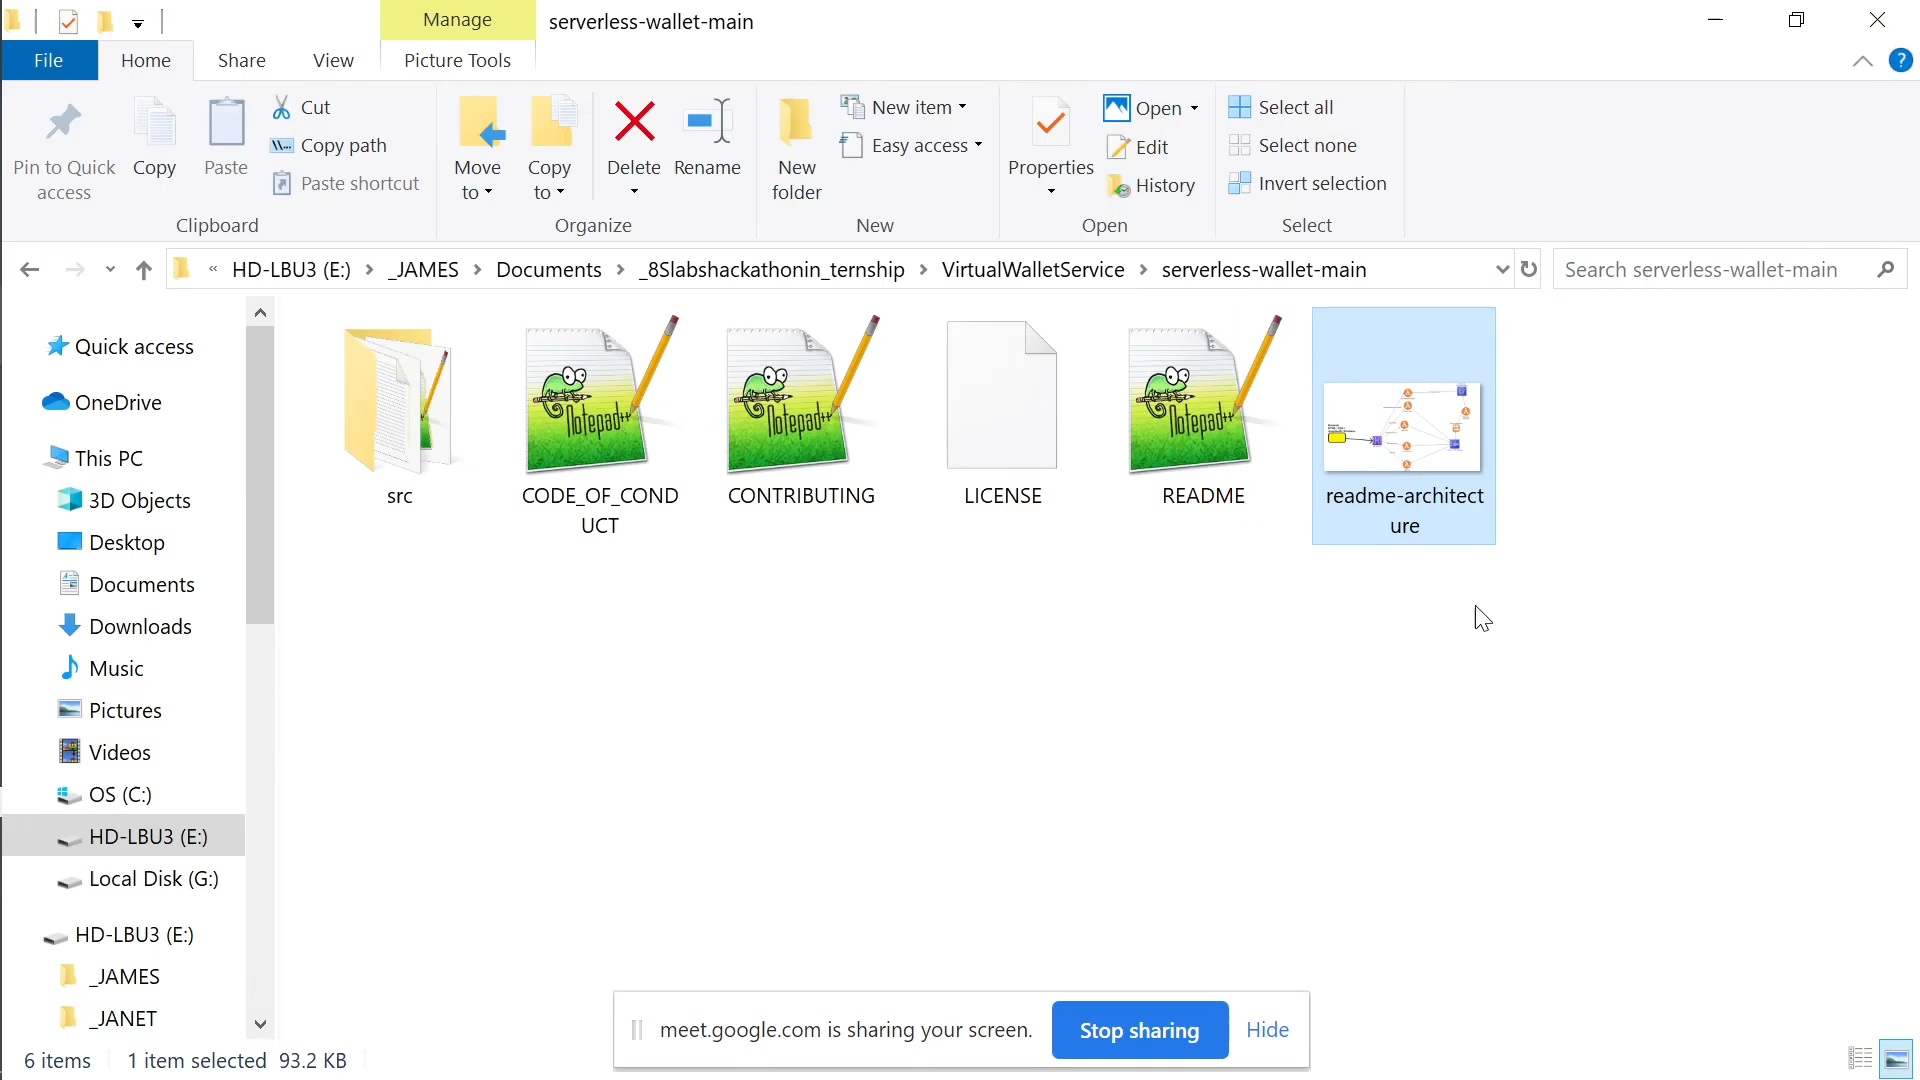 Manage
serverless-wallet-main
File
Home
Share
View
Picture Tools
?
Pin to Quick access
Copy
Paste
Cut
Copy path
Paste shortcut
Clipboard
Move to
Copy to
Delete
Rename
Organize
New folder
New item
Easy access
New
Properties
Open
Edit
History
Open
Select all
Select none
Invert selection
Select
« HD-LBU3 (E:) > _JAMES > Documents > _8Slabshackathonin_ternship > VirtualWalletService > serverless-wallet-main
Search serverless-wallet-main
Quick access
OneDrive
This PC
3D Objects
Desktop
Documents
Downloads
Music
Pictures
Videos
OS (C:)
HD-LBU3 (E:)
Local Disk (G:)
HD-LBU3 (E:)
_JAMES
_JANET
Notepad++
Notepad++
Notepad++
src
CODE_OF_COND
UCT
CONTRIBUTING
LICENSE
README
readme-architect
ure
meet.google.com is sharing your screen.
Stop sharing
Hide
6 items
1 item selected 93.2 KB